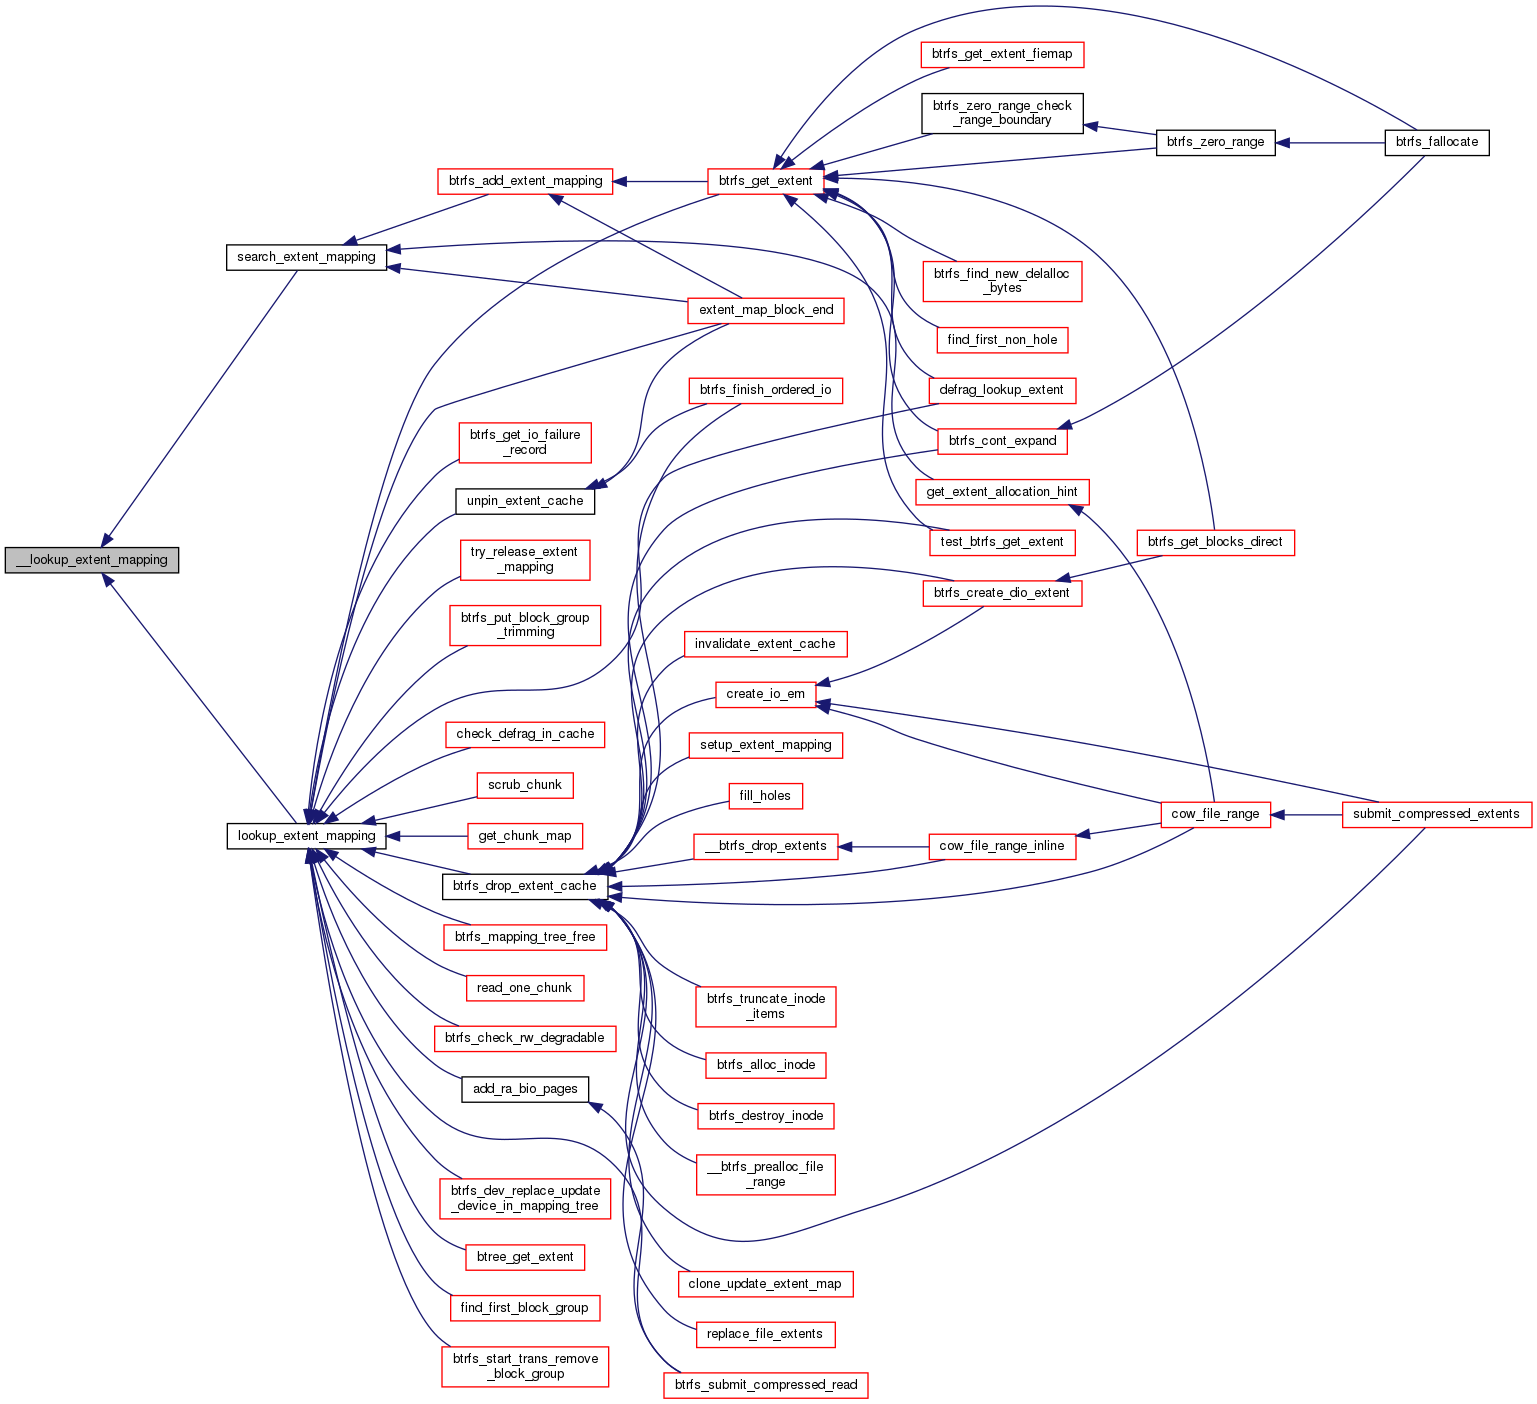 __lookup_extent_mapping
search_extent_mapping
lookup_extent_mapping
btrfs_add_extent_mapping
btrfs_get_io_failure
_record
unpin_extent_cache
try_release_extent
_mapping
btrfs_put_block_group
_trimming
check_defrag_in_cache
scrub_chunk
get_chunk_map
btrfs_drop_extent_cache
btrfs_mapping_tree_free
read_one_chunk
btrfs_check_rw_degradable
add_ra_bio_pages
btrfs_dev_replace_update
_device_in_mapping_tree
btree_get_extent
find_first_block_group
btrfs_start_trans_remove
_block_group
btrfs_get_extent
extent_map_block_end
btrfs_finish_ordered_io
invalidate_extent_cache
create_io_em
setup_extent_mapping
fill_holes
__btrfs_drop_extents
btrfs_truncate_inode
_items
btrfs_alloc_inode
btrfs_destroy_inode
__btrfs_prealloc_file
_range
clone_update_extent_map
replace_file_extents
btrfs_submit_compressed_read
btrfs_get_extent_fiemap
btrfs_zero_range_check
_range_boundary
btrfs_find_new_delalloc
_bytes
find_first_non_hole
defrag_lookup_extent
btrfs_cont_expand
get_extent_allocation_hint
test_btrfs_get_extent
btrfs_create_dio_extent
cow_file_range_inline
btrfs_zero_range
btrfs_get_blocks_direct
cow_file_range
btrfs_fallocate
submit_compressed_extents